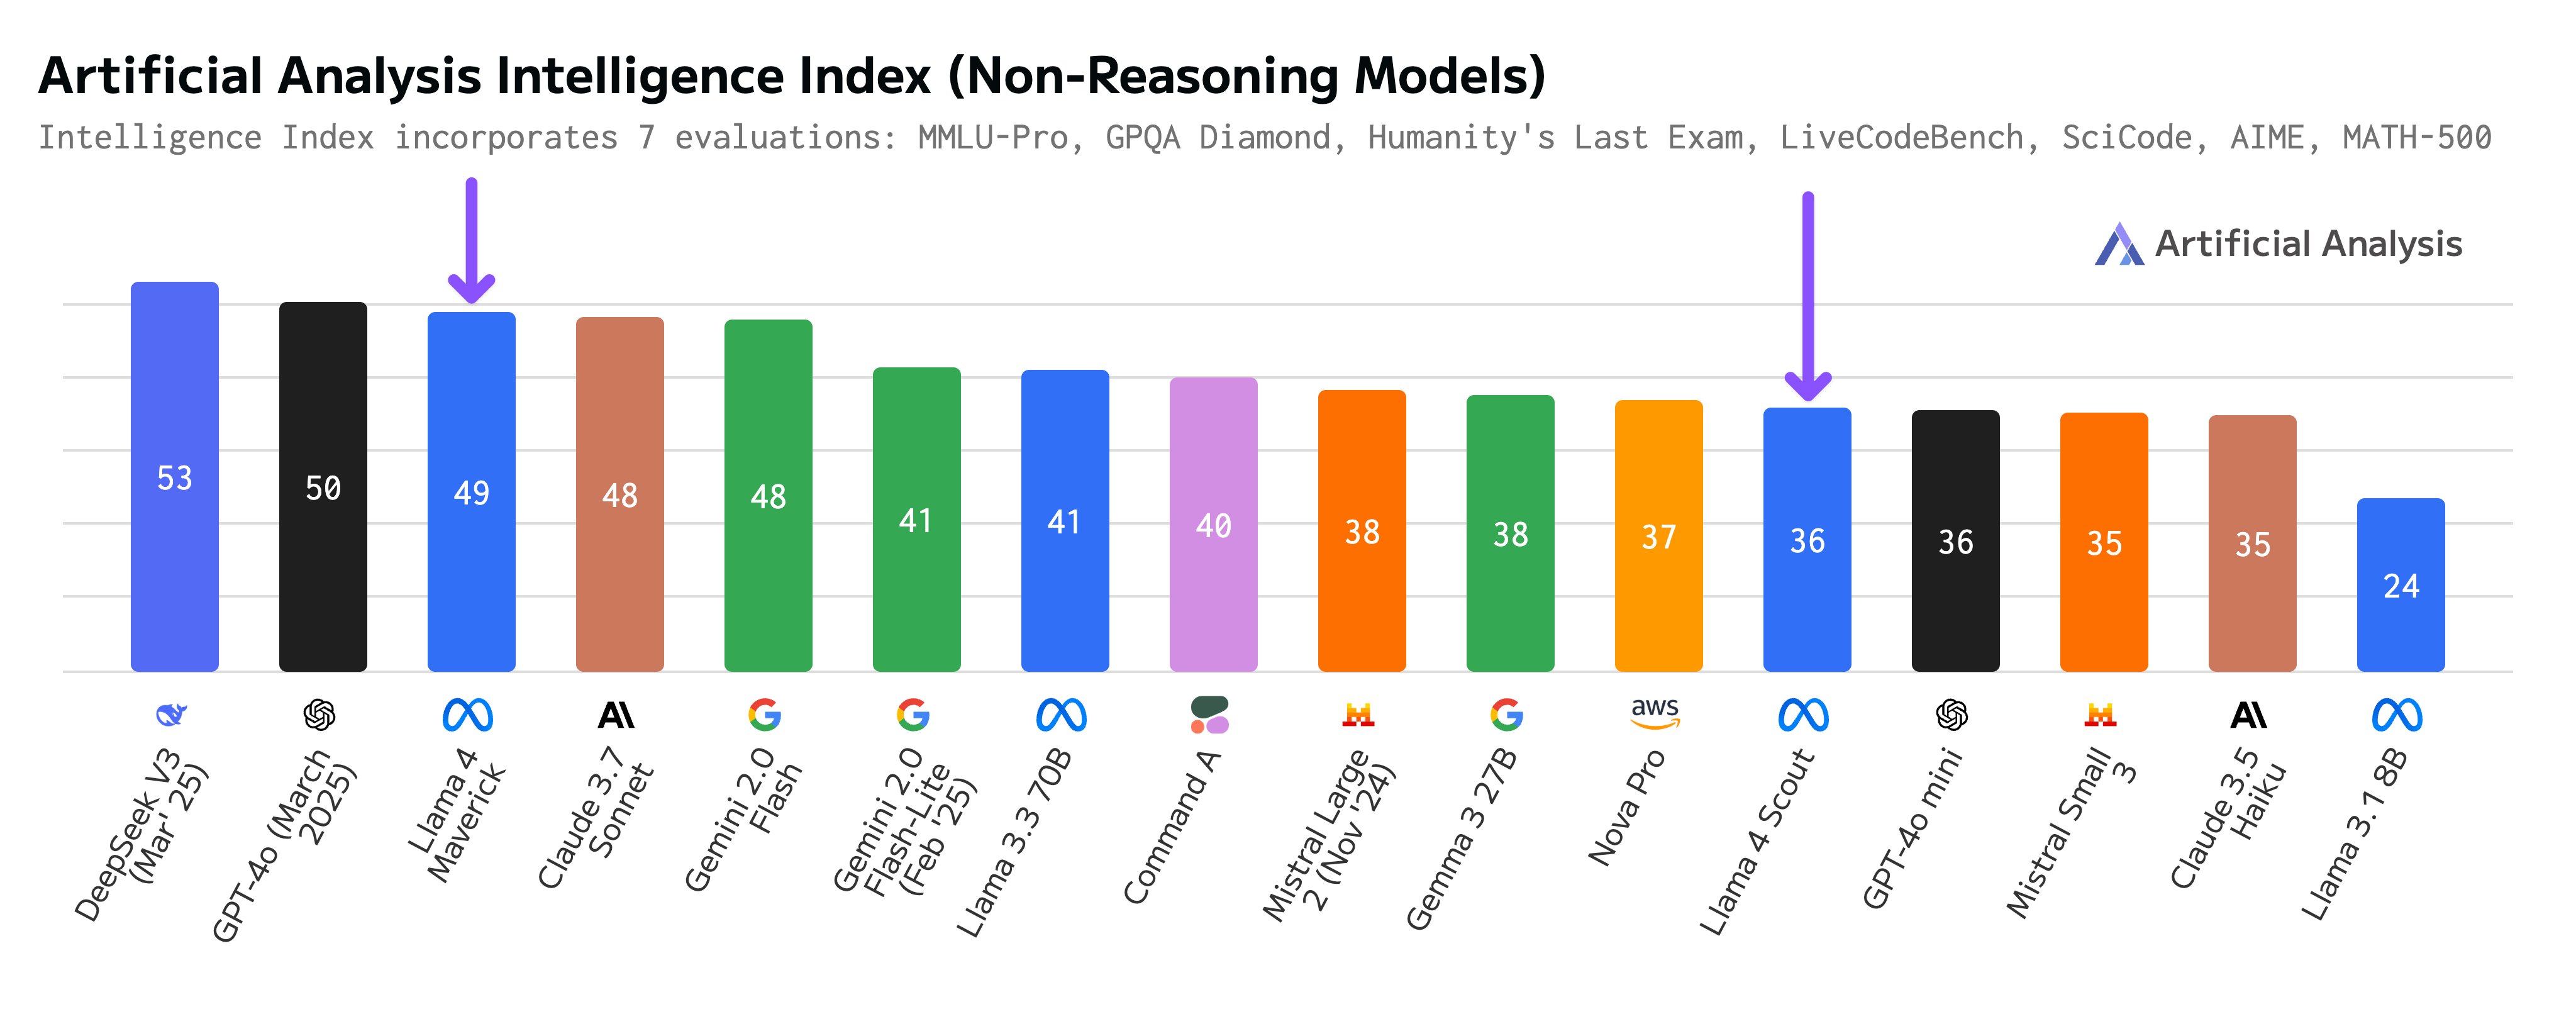 Artificial Analysis Intelligence Index (Non-Reasoning Models)
Intelligence Index incorporates 7 evaluations: MMLU-Pro, GPQA Diamond, Humanity's Last Exam, LiveCodeBench, SciCode, AIME, MATH-500
Artificial Analysis
53
50
49
48
48
41
41
40
38
38
37
36
36
35
35
24
aws
DeepSeek V3
(Mar' 25)
GPT-4o (March
2025)
Llama 4
Maverick
Claude 3.7
Sonnet
Gemini 2.0
Flash
Gemini 2.0
Flash-Lite
(Feb '25)
Llama 3.3 70B
Command A
Mistral Large
2 (Nov '24)
Gemma 3 27B
Nova Pro
Llama 4 Scout
GPT-4o mini
Mistral Small
3
Claude 3.5
Haiku
Llama 3.1 8B